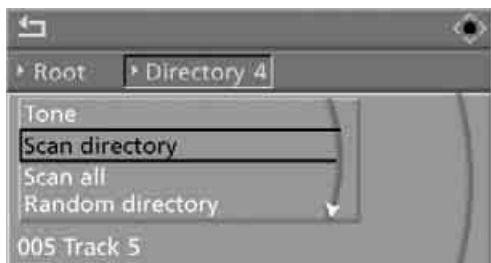 Root Directory 4
Tone
Scan directory
Scan all
Random directory
005 Track 5